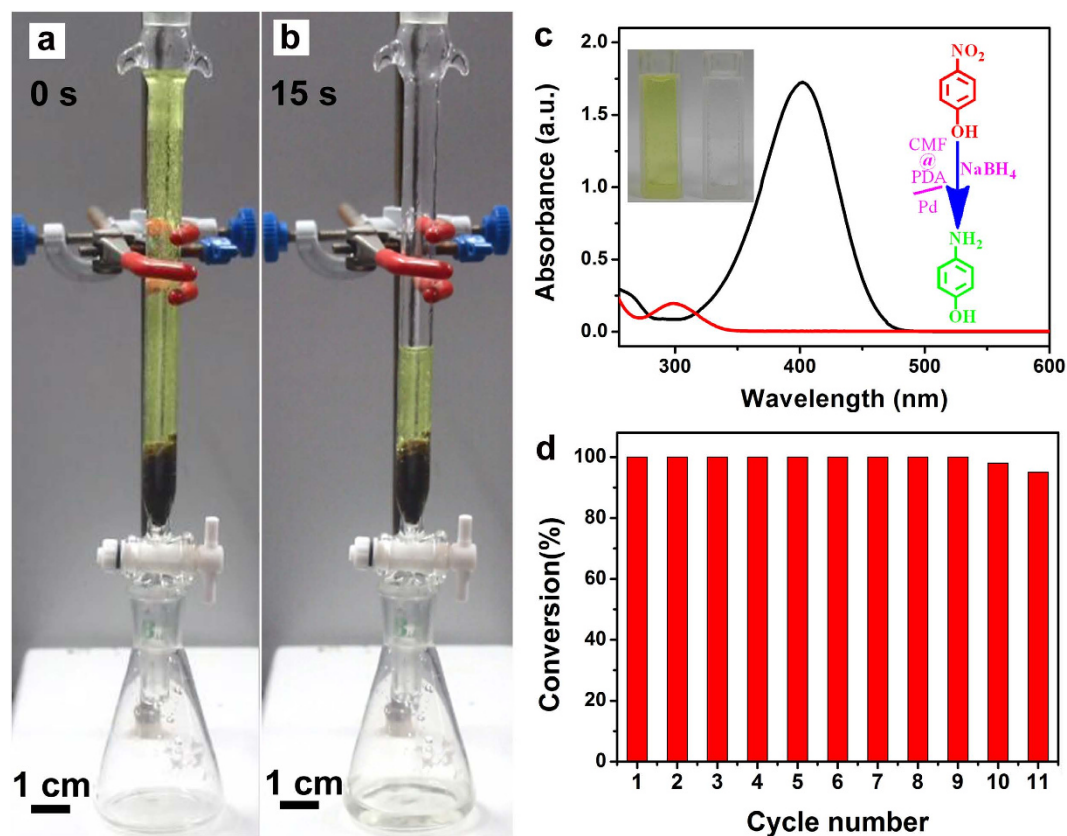 a
0 s
1 cm
b
15 s
1 cm
c
2.0
1.5
1.0
0.5
0.0
Absorbance (a.u.)
300
400
500
600
Wavelength (nm)
NO2
OH
CMF
@
PDA
/
Pd
NaBH4
NH2
OH
d
100
80
60
40
20
0
Conversion(%)
1 2 3 4 5 6 7 8 9 10 11
Cycle number